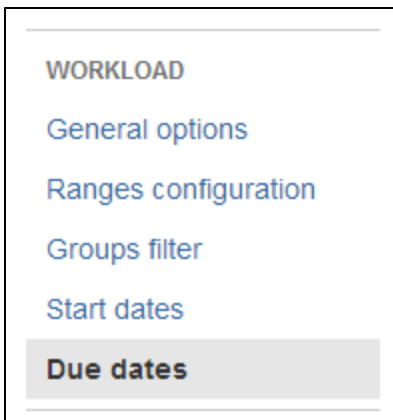 WORKLOAD
General options
Ranges configuration
Groups filter
Start dates
Due dates